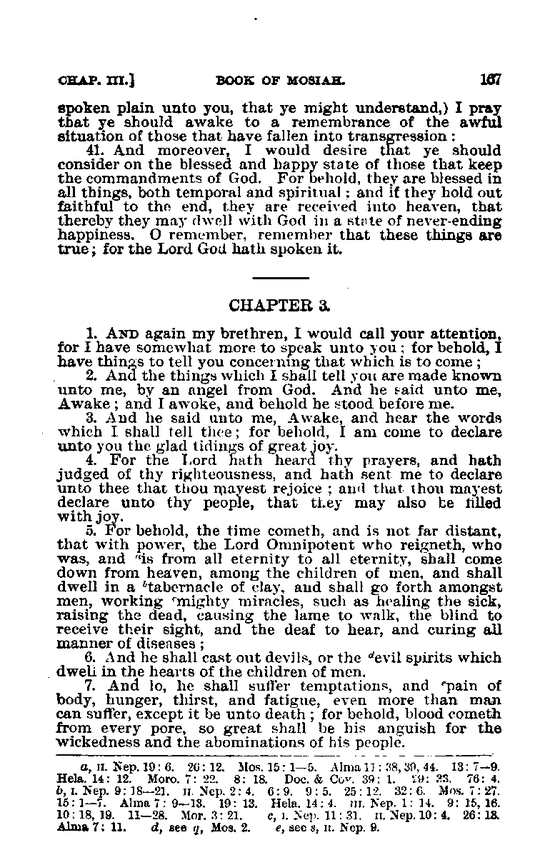 CHAP. III.] BOOK OF MOSIAH. 167
spoken plain unto you, that ye might understand,) I pray
that ye should awake to a remembrance of the awful
situation of those that have fallen into transgression :
41. And moreover, I would desire that ye should
consider on the blessed and happy state of those that keep
the commandments of God. For behold, they are blessed in
all things, both temporal and spiritual : and if they hold out
faithful to the end, they are received into heaven, that
thereby they may dwell with God in a state of never-ending
happiness. O remember, remember that these things are
true ; for the Lord God hath spoken it.
CHAPTER 3.
1. AND again my brethren, I would call your attention,
for I have somewhat more to speak unto you : for behold, I
have things to tell you concerning that which is to come ;
2. And the things which I shall tell you are made known
unto me, by an angel from God. And he said unto me,
Awake ; and I awoke, and behold he stood before me.
3. And he said unto me, Awake, and hear the words
which I shall tell thee ; for behold, I am come to declare
unto you the glad tidings of great joy.
4. For the Lord hath heard thy prayers, and hath
judged of thy righteousness, and hath sent me to declare
unto thee that thou mayest rejoice ; and that thou mayest
declare unto thy people, that they may also be filled
with joy.
5. For behold, the time cometh, and is not far distant,
that with power, the Lord Omnipotent who reigneth, who
was, and ᵃis from all eternity to all eternity, shall come
down from heaven, among the children of men, and shall
dwell in a ᵇtabernacle of clay, and shall go forth amongst
men, working ᶜmighty miracles, such as healing the sick,
raising the dead, causing the lame to walk, the blind to
receive their sight, and the deaf to hear, and curing all
manner of diseases ;
6. And he shall cast out devils, or the ᵈevil spirits which
dwell in the hearts of the children of men.
7. And lo, he shall suffer temptations, and ᵉpain of
body, hunger, thirst, and fatigue, even more than man
can suffer, except it be unto death ; for behold, blood cometh
from every pore, so great shall be his anguish for the
wickedness and the abominations of his people.
a, II. Nep. 19: 6. 26: 12. Mos. 15: 1—5. Alma 11: 38, 39, 44. 13: 7—9.
Hela. 14: 12. Moro. 7: 22. 8: 18. Doc. & Cov. 39: 1. 76: 4.
b, I. Nep. 9: 18—21. II. Nep. 2: 4. 6: 9. 9: 5. 25: 12. 32: 6. Mos. 7: 27.
15: 1—7. Alma 7: 9—13. 19: 13. Hela. 14: 4. III. Nep. 1: 14. 9: 15, 16.
10: 18, 19. 11—28. Mor. 3: 21. c, I. Nep. 11: 31. II. Nep. 10: 4. 26: 13.
Alma 7: 11. d, see q, Mos. 2. e, see s, II. Nep. 9.